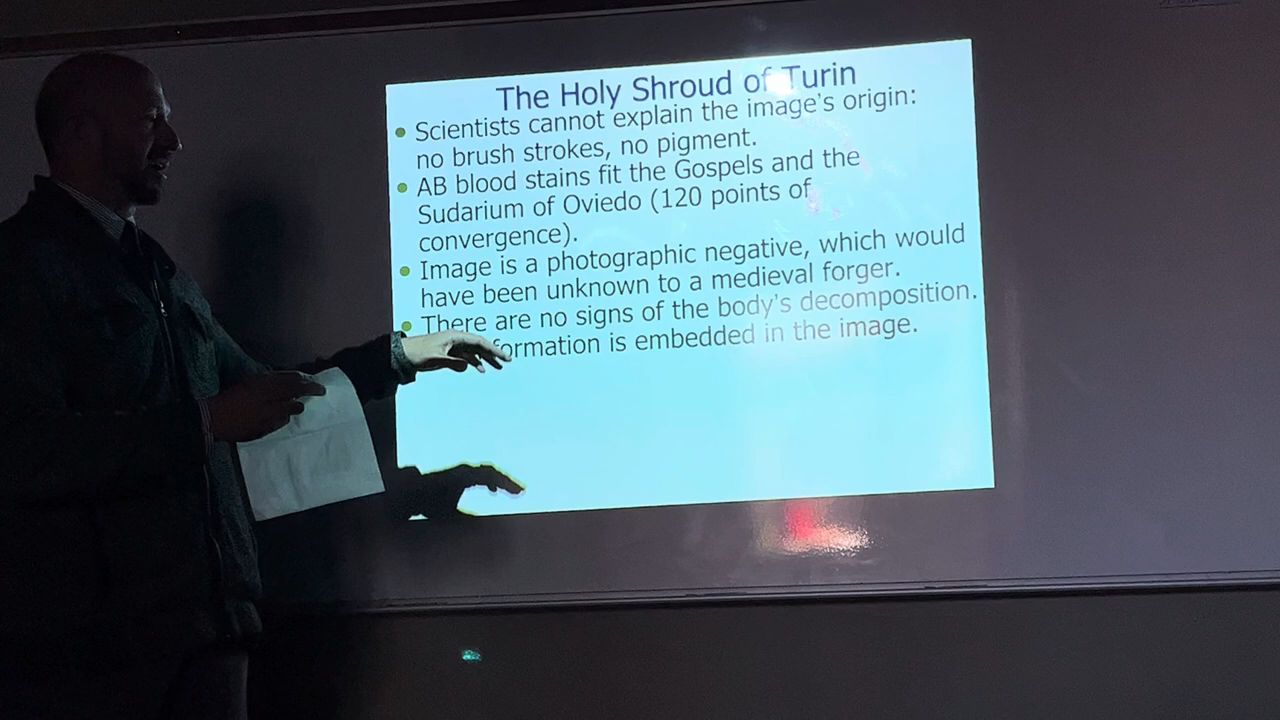 The Holy Shroud of Turin
• Scientists cannot explain the image's origin:
no brush strokes, no pigment.
• AB blood stains fit the Gospels and the
Sudarium of Oviedo (120 points of
convergence).
• Image is a photographic negative, which would
have been unknown to a medieval forger.
• There are no signs of the body's decomposition.
formation is embedded in the image.